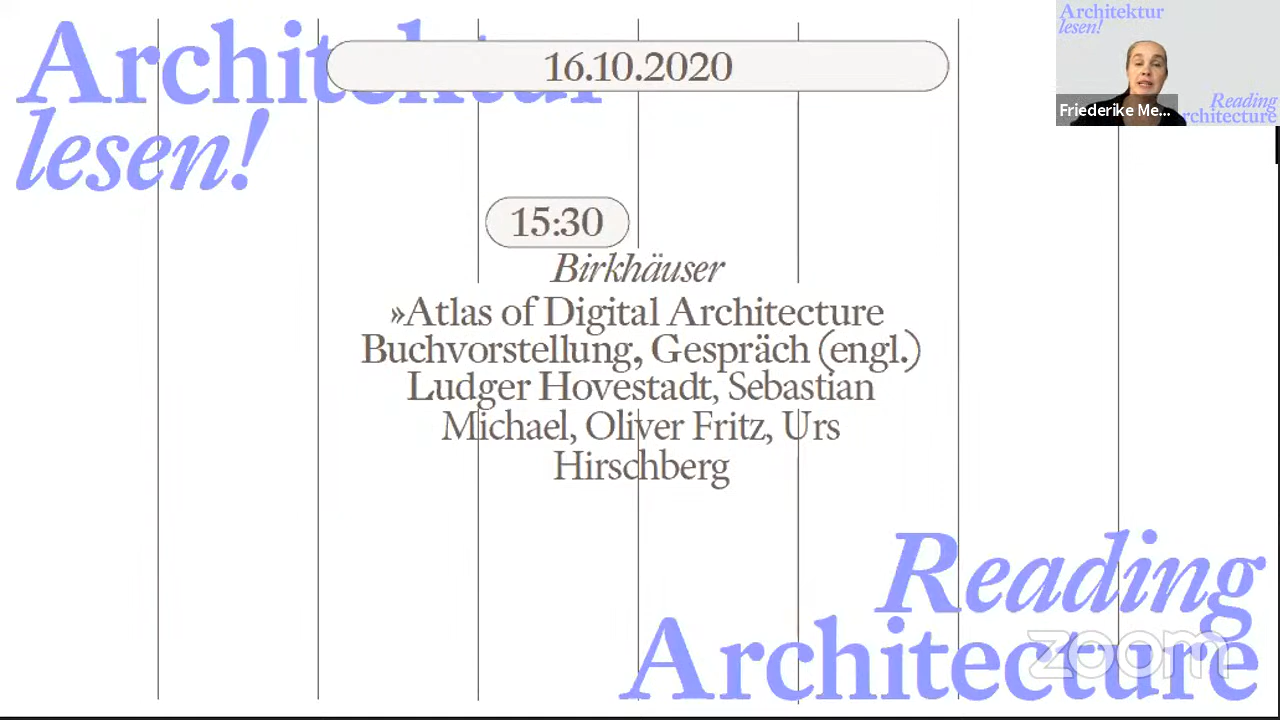 Architektur
lesen!
16.10.2020
15:30
Birkhäuser
»Atlas of Digital Architecture
Buchvorstellung, Gespräch (engl.)
Ludger Hovestadt, Sebastian
Michael, Oliver Fritz, Urs
Hirschberg
Reading
Architecture
zoom
Architektur
lesen!
Friederike Me...
Reading
rchitecture